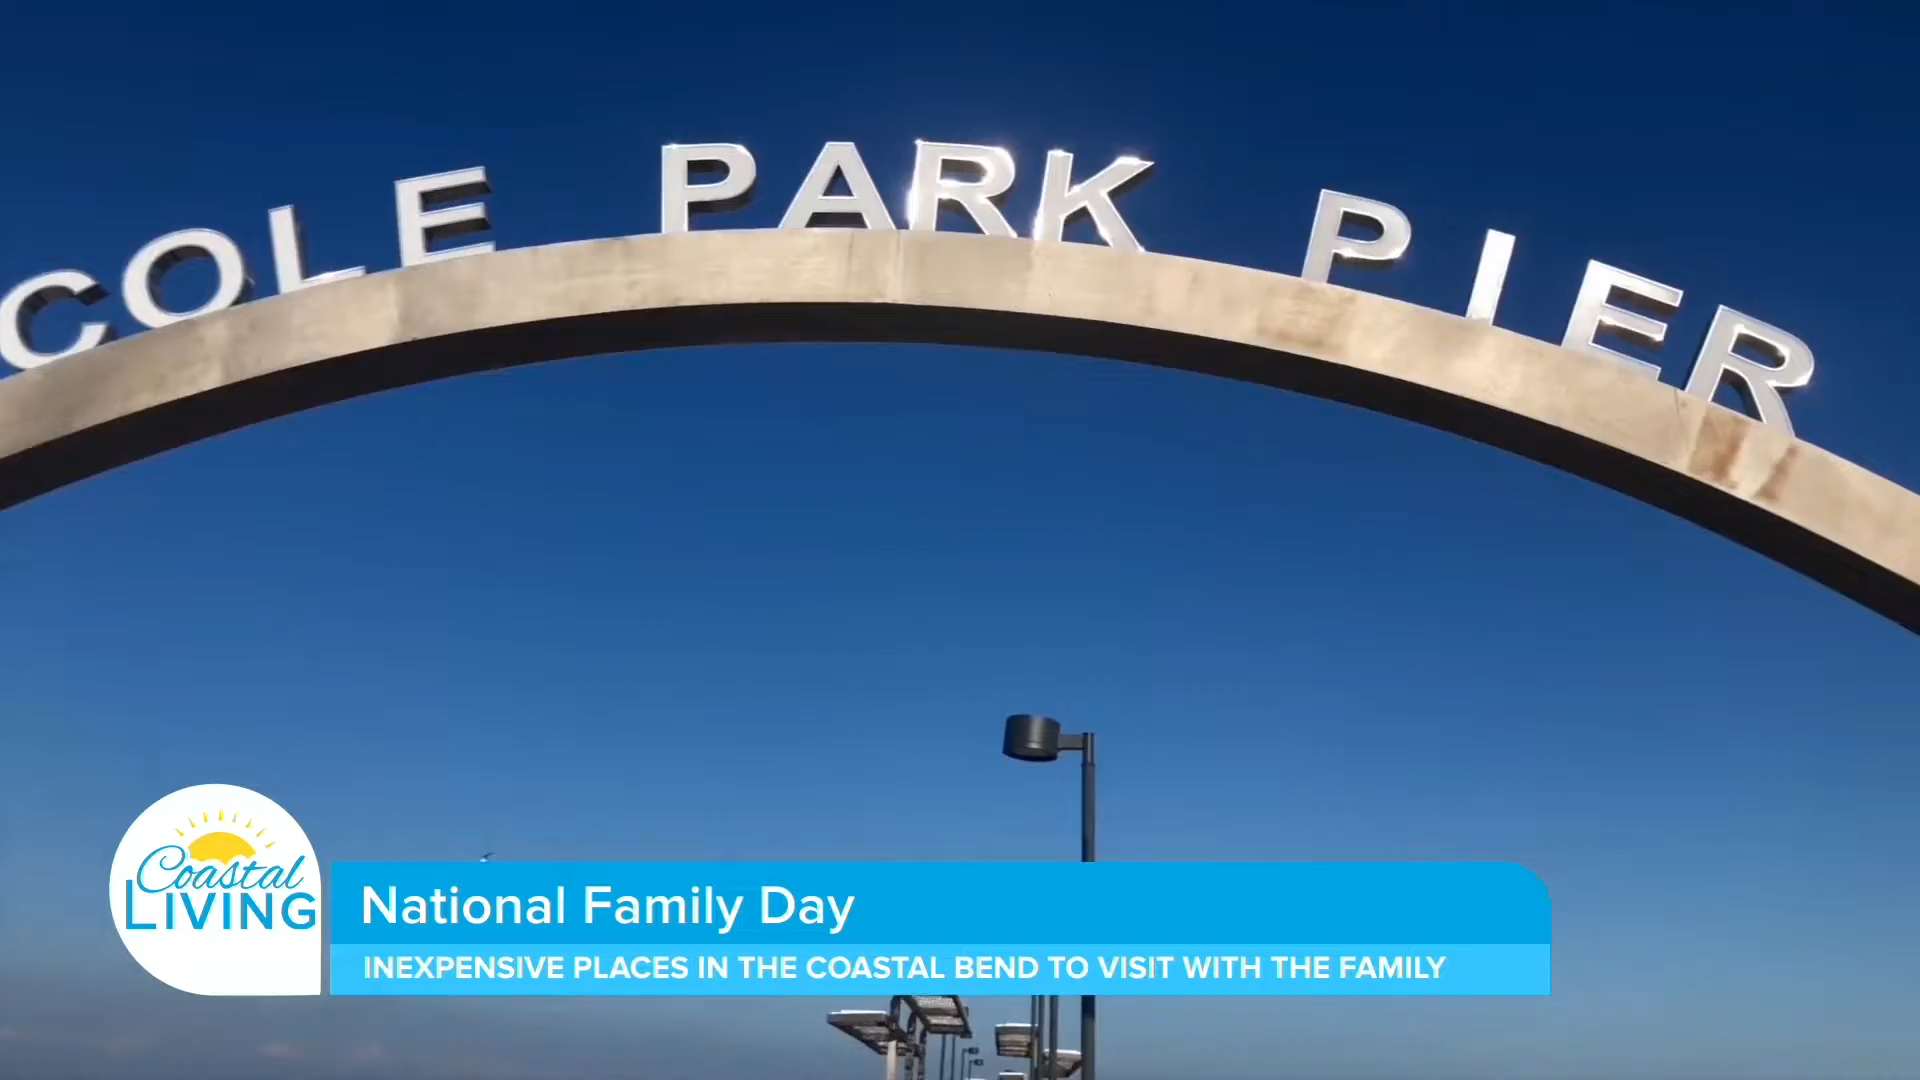 COLE PARK PIER
Coastal
LIVING
National Family Day
INEXPENSIVE PLACES IN THE COASTAL BEND TO VISIT WITH THE FAMILY